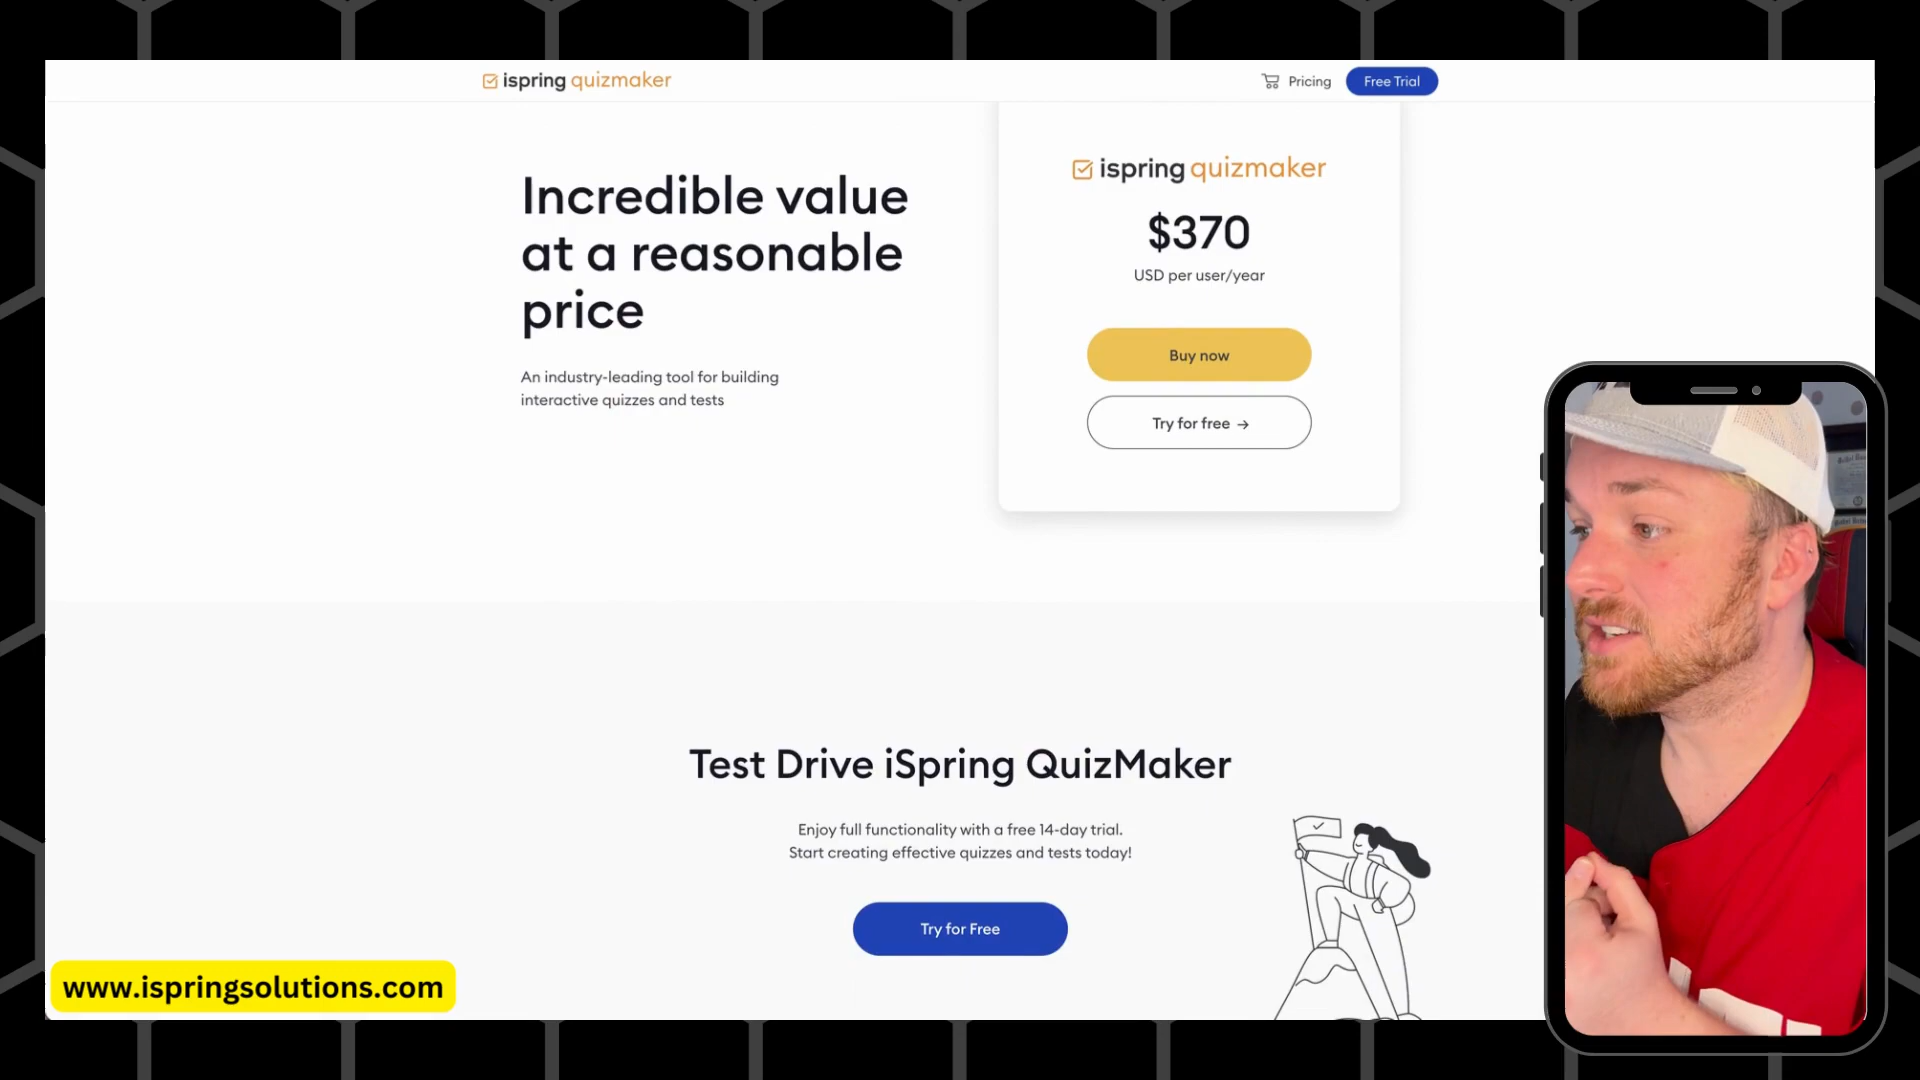 ispring quizmaker
Pricing
Free Trial
Incredible value
at a reasonable
price
An industry-leading tool for building
interactive quizzes and tests
ispring quizmaker
$370
USD per user/year
Buy now
Try for free →
Test Drive iSpring QuizMaker
Enjoy full functionality with a free 14-day trial.
Start creating effective quizzes and tests today!
Try for Free
www.ispringsolutions.com